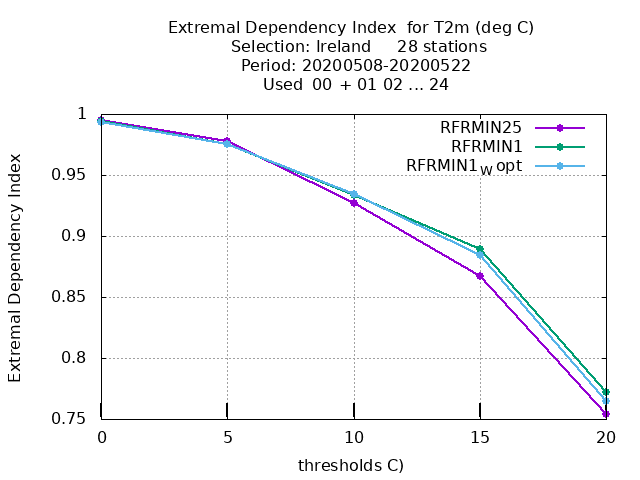 Extremal Dependency Index for T2m (deg C)
Selection: Ireland 28 stations
Period: 20200508-20200522
Used 00 + 01 02 ... 24
RFRMIN25
RFRMIN1
RFRMIN1W opt
Extremal Dependency Index
1
0.95
0.9
0.85
0.8
0.75
0 5 10 15 20
thresholds C)